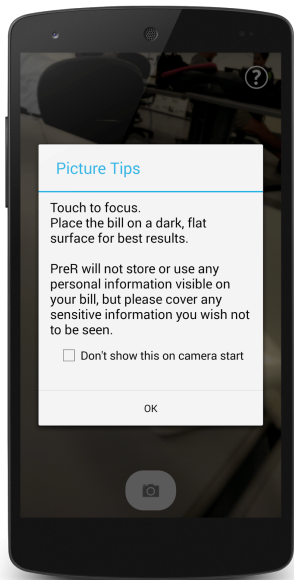 ?
Picture Tips
Touch to focus.
Place the bill on a dark, flat
surface for best results.
PreR will not store or use any
personal information visible on
your bill, but please cover any
sensitive information you wish not
to be seen.
Don't show this on camera start
OK